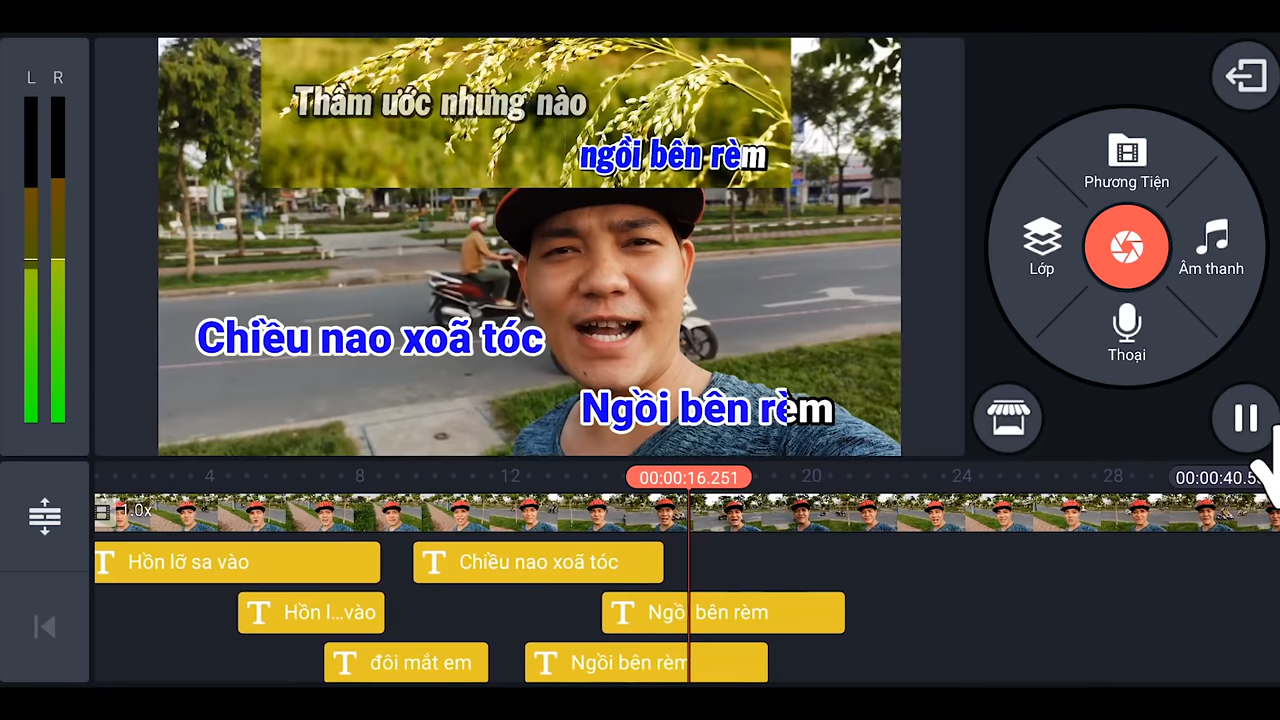 L R
Thầm ước nhưng nào
ngồi bên rèm
Chiều nao xoã tóc
Ngồi bên rèm
Phương Tiện
Lớp
Âm thanh
Thoại
4 8 12 00:00:16.251 20 24 28 00:00:40.5
1.0x
T Hồn lỡ sa vào
T Chiều nao xoã tóc
T Hồn l...vào
T Ngồi bên rèm
T đôi mắt em
T Ngồi bên rèm